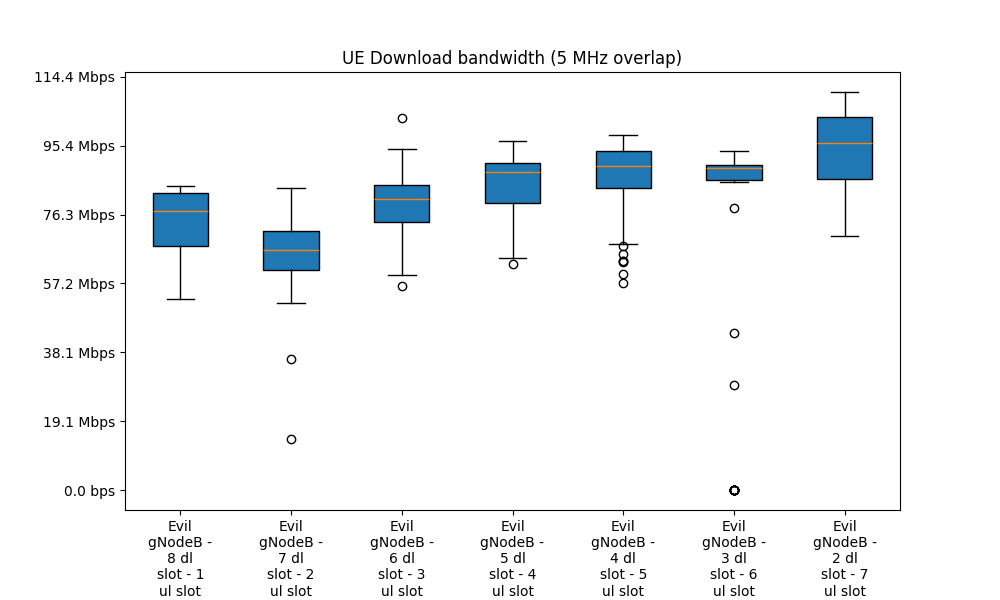 UE Download bandwidth (5 MHz overlap)
114.4 Mbps
95.4 Mbps
76.3 Mbps
57.2 Mbps
38.1 Mbps
19.1 Mbps
0.0 bps
Evil
gNodeB -
8 dl
slot - 1
ul slot
Evil
gNodeB -
7 dl
slot - 2
ul slot
Evil
gNodeB -
6 dl
slot - 3
ul slot
Evil
gNodeB -
5 dl
slot - 4
ul slot
Evil
gNodeB -
4 dl
slot - 5
ul slot
Evil
gNodeB -
3 dl
slot - 6
ul slot
Evil
gNodeB -
2 dl
slot - 7
ul slot